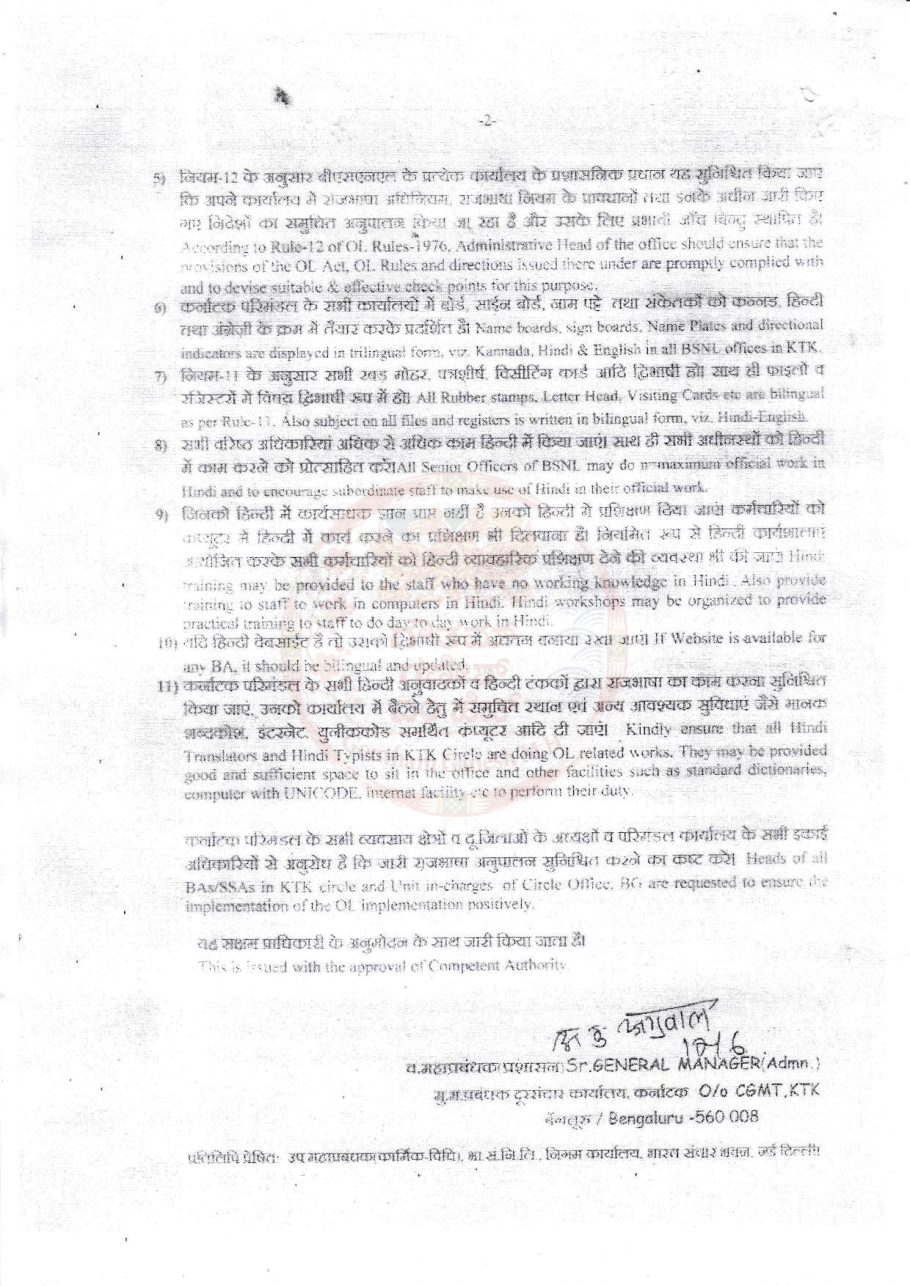 -2-
5) नियम-12 के अनुसार बीएसएनएल के प्रत्येक कार्यालय के प्रशासनिक प्रधान यह सुनिश्चित किया जाए
कि अपने कार्यालय में राजभाषा अधिनियम, राजभाषा नियम के प्रावधानों तथा इनके अधीन जारी किए
गए निदेशों का समुचित अनुपालन किया जा रहा है और उसके लिए प्रभावी जाँच बिन्दु स्थापित है।
According to Rule-12 of OL Rules-1976, Administrative Head of the office should ensure that the
provisions of the OL Act, OL Rules and directions issued there under are promptly complied with
and to devise suitable & effective check points for this purpose.
6) कर्नाटक परिमंडल के सभी कार्यालयों में बोर्ड, साईन बोर्ड, नाम पट्टे तथा संकेतकों को कन्नड, हिन्दी
तथा अंग्रेजी के क्रम में तैयार करके प्रदर्शित है। Name boards, sign boards, Name Plates and directional
indicators are displayed in trilingual form, viz. Kannada, Hindi & English in all BSNL offices in KTK.
7) नियम-11 के अनुसार सभी रबड मोहर, पत्रशीर्ष, विसीटिंग कार्ड आदि द्विभाषी हो। साथ ही फाइलो व
रजिस्टरों में विषय द्विभाषी रूप में हो। All Rubber stamps, Letter Head, Visiting Cards etc are bilingual
as per Rule-11. Also subject on all files and registers is written in bilingual form, viz. Hindi-English.
8) सभी वरिष्ठ अधिकारियां अधिक से अधिक काम हिन्दी में किया जाएं। साथ ही सभी अधीनस्थों को हिन्दी
में काम करने को प्रोत्साहित करें।All Senior Officers of BSNL may do maximum official work in
Hindi and to encourage subordinate staff to make use of Hindi in their official work.
9) जिनको हिन्दी में कार्यसाधक ज्ञान प्राप्त नहीं है उनको हिन्दी में प्रशिक्षण दिया जाएं। कर्मचारियों को
कंप्यूटर में हिन्दी में कार्य करने का प्रशिक्षण भी दिलवाना है। नियमित रूप से हिन्दी कार्यशालाएं
आयोजित करके सभी कर्मचारियों को हिन्दी व्यावहारिक प्रशिक्षण देने की व्यवस्था भी की जाए। Hindi
training may be provided to the staff who have no working knowledge in Hindi . Also provide
training to staff to work in computers in Hindi. Hindi workshops may be organized to provide
practical training to staff to do day to day work in Hindi.
10) यदि हिन्दी वेबसाईट है तो उसको द्विभाषी रूप में अद्यतन बनाया रखा जाएं। If Website is available for
any BA, it should be bilingual and updated.
11) कर्नाटक परिमंडल के सभी हिन्दी अनुवादकों व हिन्दी टंककों द्वारा राजभाषा का काम करना सुनिश्चित
किया जाएं, उनको कार्यालय में बैठने हेतु में समुचित स्थान एवं अन्य आवश्यक सुविधाएं जैसे मानक
शब्दकोश, इंटरनेट, युनीककोड समर्थित कंप्यूटर आदि दी जाएं। Kindly ensure that all Hindi
Translators and Hindi Typists in KTK Circle are doing OL related works. They may be provided
good and sufficient space to sit in the office and other facilities such as standard dictionaries,
computer with UNICODE, internet facility etc to perform their duty.
कर्नाटक परिमंडल के सभी व्यवसाय क्षेत्रों व दू.जिलाओं के अध्यक्षों व परिमंडल कार्यालय के सभी इकाई
अधिकारियों से अनुरोध है कि जारी राजभाषा अनुपालन सुनिश्चित करने का कष्ट करें। Heads of all
BAs/SSAs in KTK circle and Unit in-charges of Circle Office, BG are requested to ensure the
implementation of the OL implementation positively.
यह सक्षम प्राधिकारी के अनुमोदन के साथ जारी किया जाता है।
This is issued with the approval of Competent Authority.
अग्रवाल
व.महाप्रबंधक(प्रशासन) Sr.GENERAL MANAGER(Admn.)
मु.म.प्रबंधक दूरसंचार कार्यालय, कर्नाटक O/o CGMT,KTK
बेंगलूरु / Bengaluru -560 008
प्रतिलिपि प्रेषित: उप महाप्रबंधक(कार्मिक-विधि), भा.सं.नि.लि., निगम कार्यालय, भारत संचार भवन, नई दिल्ली।